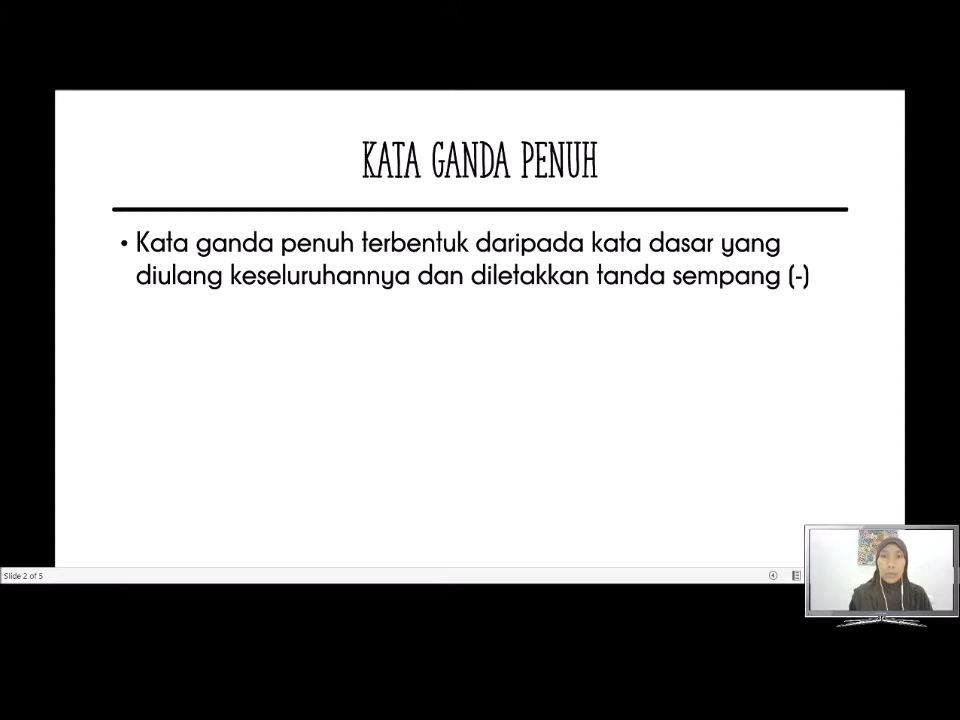 KATA GANDA PENUH
• Kata ganda penuh terbentuk daripada kata dasar yang
diulang keseluruhannya dan diletakkan tanda sempang (-)
Slide 2 of 5